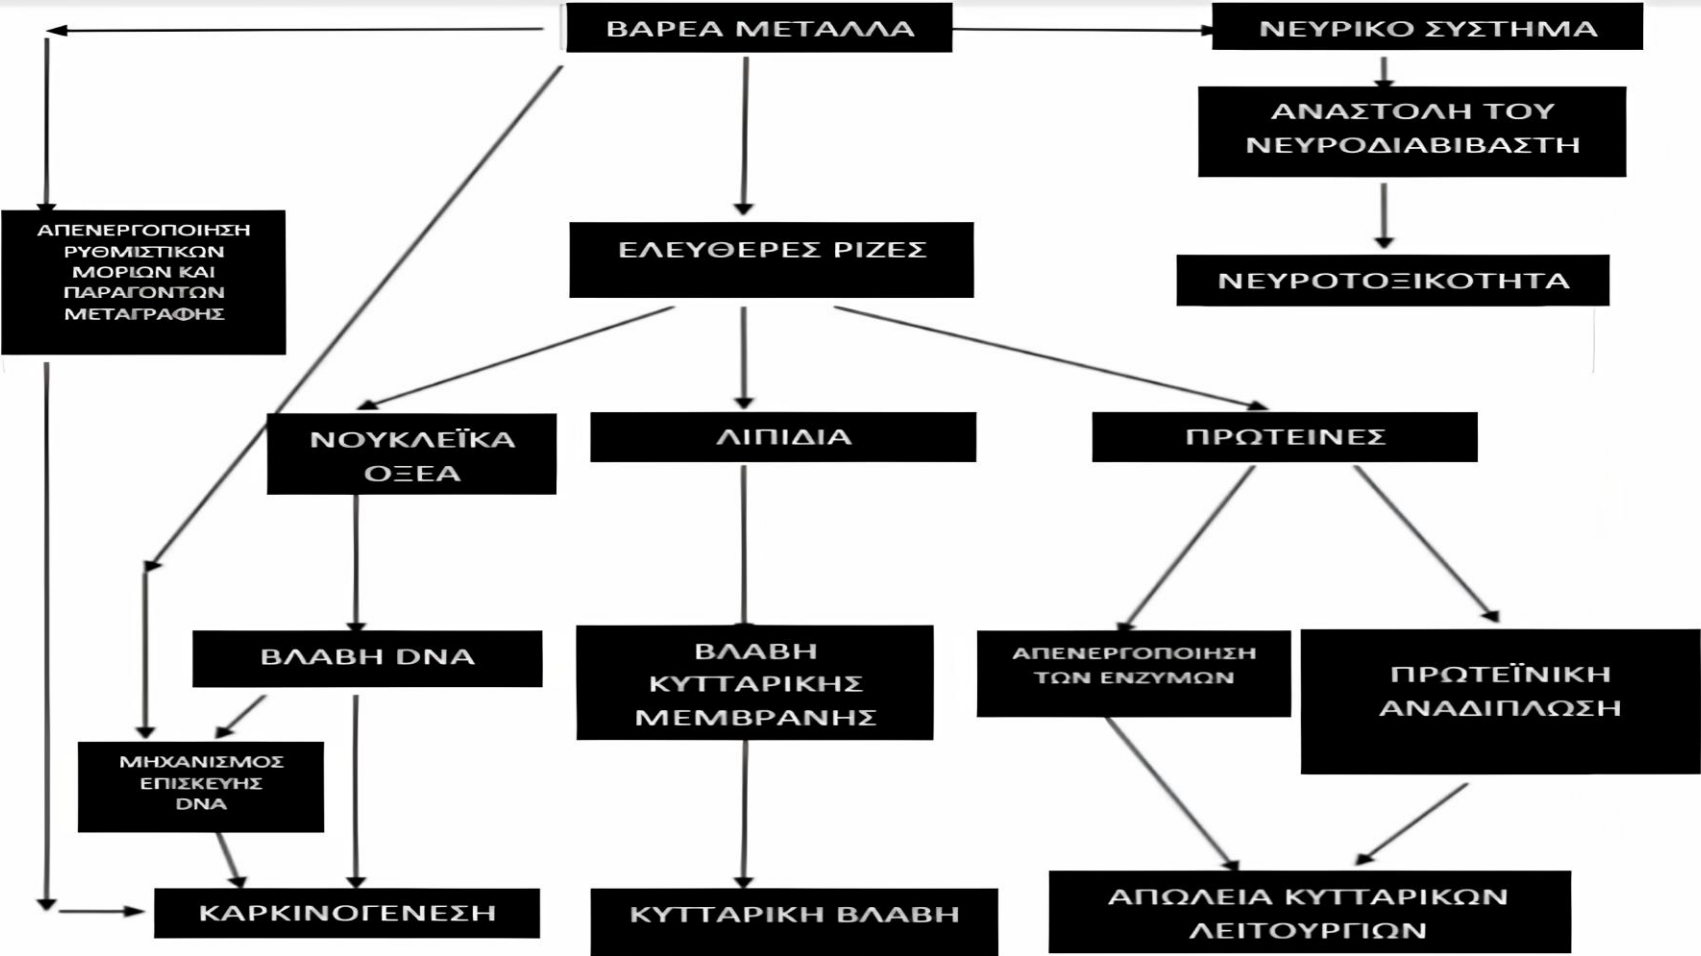 ΒΑΡΕΑ ΜΕΤΑΛΛΑ
ΝΕΥΡΙΚΟ ΣΥΣΤΗΜΑ
ΑΝΑΣΤΟΛΗ ΤΟΥ
ΝΕΥΡΟΔΙΑΒΙΒΑΣΤΗ
ΑΠΕΝΕΡΓΟΠΟΙΗΣΗ
ΡΥΘΜΙΣΤΙΚΩΝ
ΜΟΡΙΩΝ ΚΑΙ
ΠΑΡΑΓΟΝΤΩΝ
ΜΕΤΑΓΡΑΦΗΣ
ΕΛΕΥΘΕΡΕΣ ΡΙΖΕΣ
ΝΕΥΡΟΤΟΞΙΚΟΤΗΤΑ
ΝΟΥΚΛΕΪΚΑ
ΟΞΕΑ
ΛΙΠΙΔΙΑ
ΠΡΩΤΕΙΝΕΣ
ΒΛΑΒΗ DNA
ΒΛΑΒΗ
ΚΥΤΤΑΡΙΚΗΣ
ΜΕΜΒΡΑΝΗΣ
ΑΠΕΝΕΡΓΟΠΟΙΗΣΗ
ΤΩΝ ΕΝΖΥΜΩΝ
ΠΡΩΤΕΪΝΙΚΗ
ΑΝΑΔΙΠΛΩΣΗ
ΜΗΧΑΝΙΣΜΟΣ
ΕΠΙΣΚΕΥΗΣ
DNA
ΚΑΡΚΙΝΟΓΕΝΕΣΗ
ΚΥΤΤΑΡΙΚΗ ΒΛΑΒΗ
ΑΠΩΛΕΙΑ ΚΥΤΤΑΡΙΚΩΝ
ΛΕΙΤΟΥΡΓΙΩΝ